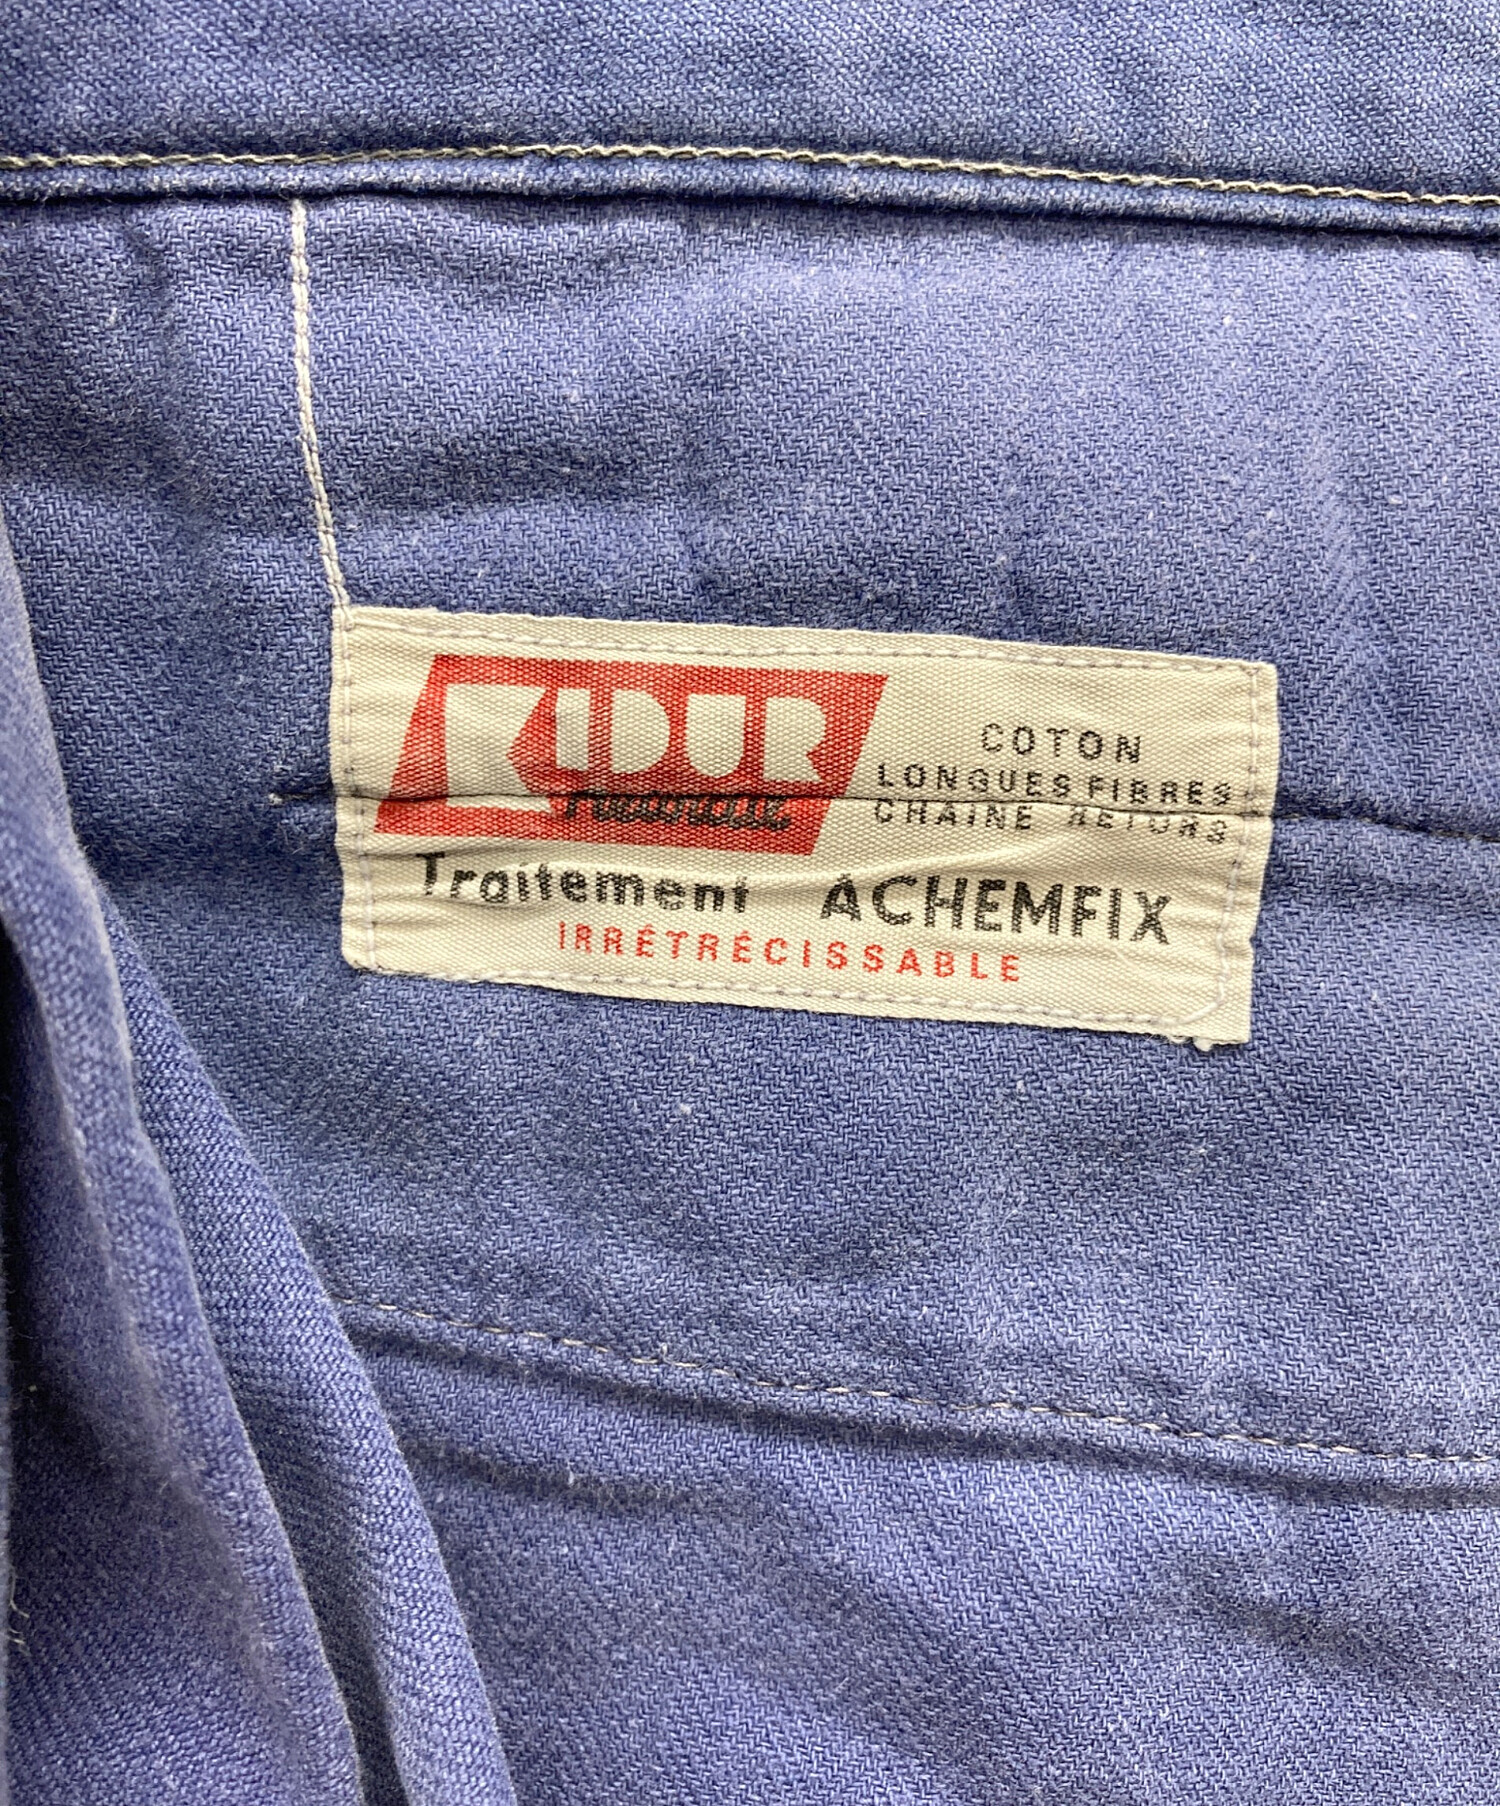 KIDUR
COTON
LONGUES FIBRES
CHAINE RETORS
Traitement ACHEMFIX
IRRÉTRÉCISSABLE